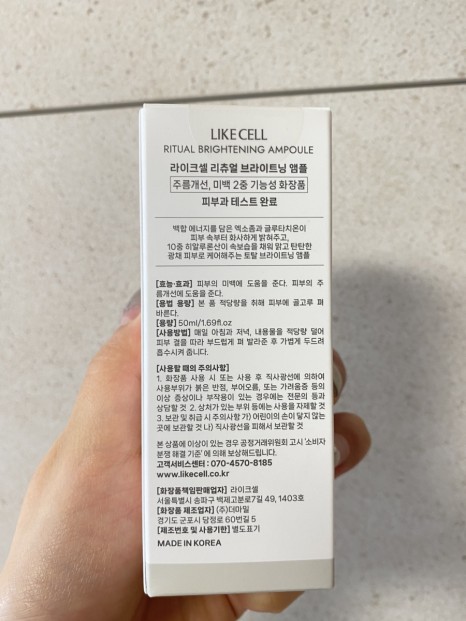 LIKECELL
RITUAL BRIGHTENING AMPOULE
라이크셀 리츄얼 브라이트닝 앰플
주름개선, 미백 2중 기능성 화장품
피부과 테스트 완료
백합 에너지를 담은 엑소좀과 글루타치온이
피부 속부터 화사하게 밝혀주고,
10중 히알루론산이 속보습을 채워 맑고 탄탄한
광채 피부로 케어해주는 토탈 브라이트닝 앰플
[효능·효과] 피부의 미백에 도움을 준다. 피부의 주
름개선에 도움을 준다.
[용법 용량] 본 품 적당량을 취해 피부에 골고루 펴
바른다.
[용량] 50ml/1.69fl.oz
[사용방법] 매일 아침과 저녁, 내용물을 적당량 덜어
피부 결을 따라 부드럽게 펴 발라준 후 가볍게 두드려
흡수시켜 줍니다.
[사용할 때의 주의사항]
1. 화장품 사용 시 또는 사용 후 직사광선에 의하여
사용부위가 붉은 반점, 부어오름, 또는 가려움증 등의
이상 증상이나 부작용이 있는 경우에는 전문의 등과
상담할 것 2. 상처가 있는 부위 등에는 사용을 자제할 것
3. 보관 및 취급 시 주의사항 가) 어린이의 손이 닿지 않는
곳에 보관할 것 나) 직사광선을 피해서 보관할 것
본 상품에 이상이 있는 경우 공정거래위원회 고시 '소비자
분쟁 해결 기준'에 의해 보상해드립니다.
고객서비스센터 : 070-4570-8185
www.likecell.co.kr
[화장품책임판매업자] 라이크셀
서울특별시 송파구 백제고분로7길 49, 1403호
[화장품 제조업자] (주)더마밀
경기도 군포시 당정로 60번길 5
[제조번호 및 사용기한] 별도표기
MADE IN KOREA